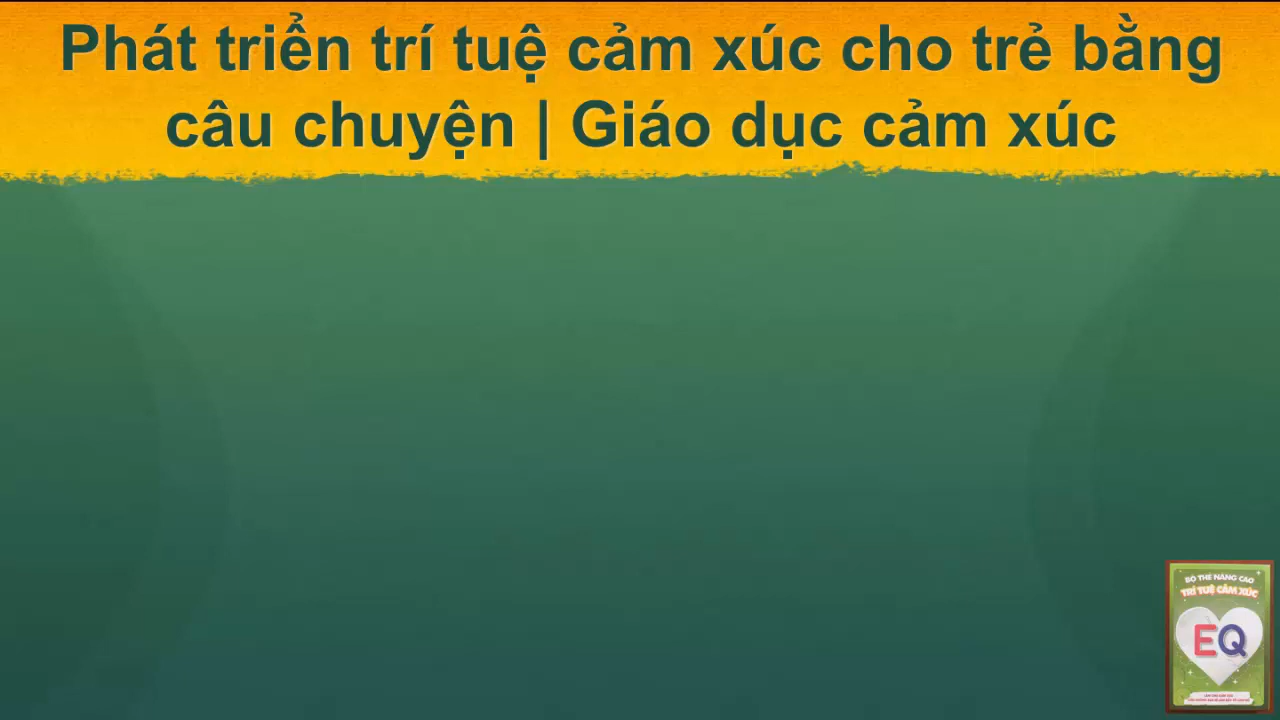 Phát triển trí tuệ cảm xúc cho trẻ bằng
câu chuyện | Giáo dục cảm xúc
BỘ THẺ NÂNG CAO
TRÍ TUỆ CẢM XÚC
EQ